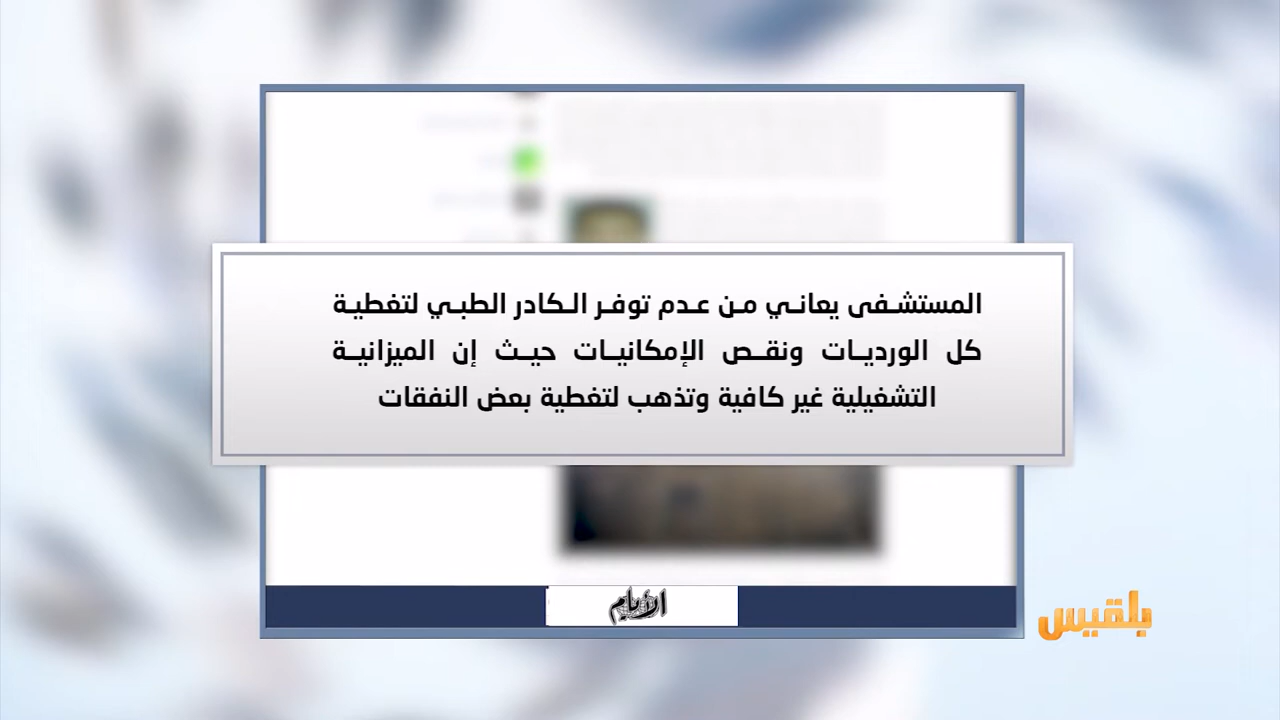 المستشفى يعاني من عدم توفر الكادر الطبي لتغطية
كل الورديات ونقص الإمكانيات حيث إن الميزانية
التشغيلية غير كافية وتذهب لتغطية بعض النفقات
الأيام
بلقيس